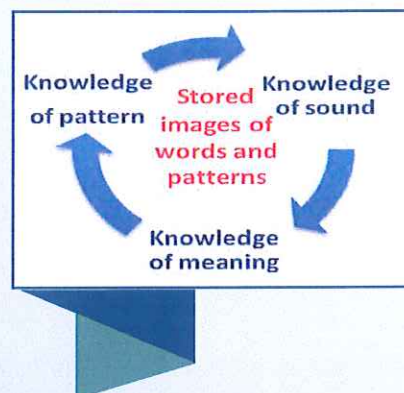 Knowledge
of pattern
Stored
images of
words and
patterns
Knowledge
of sound
Knowledge
of meaning